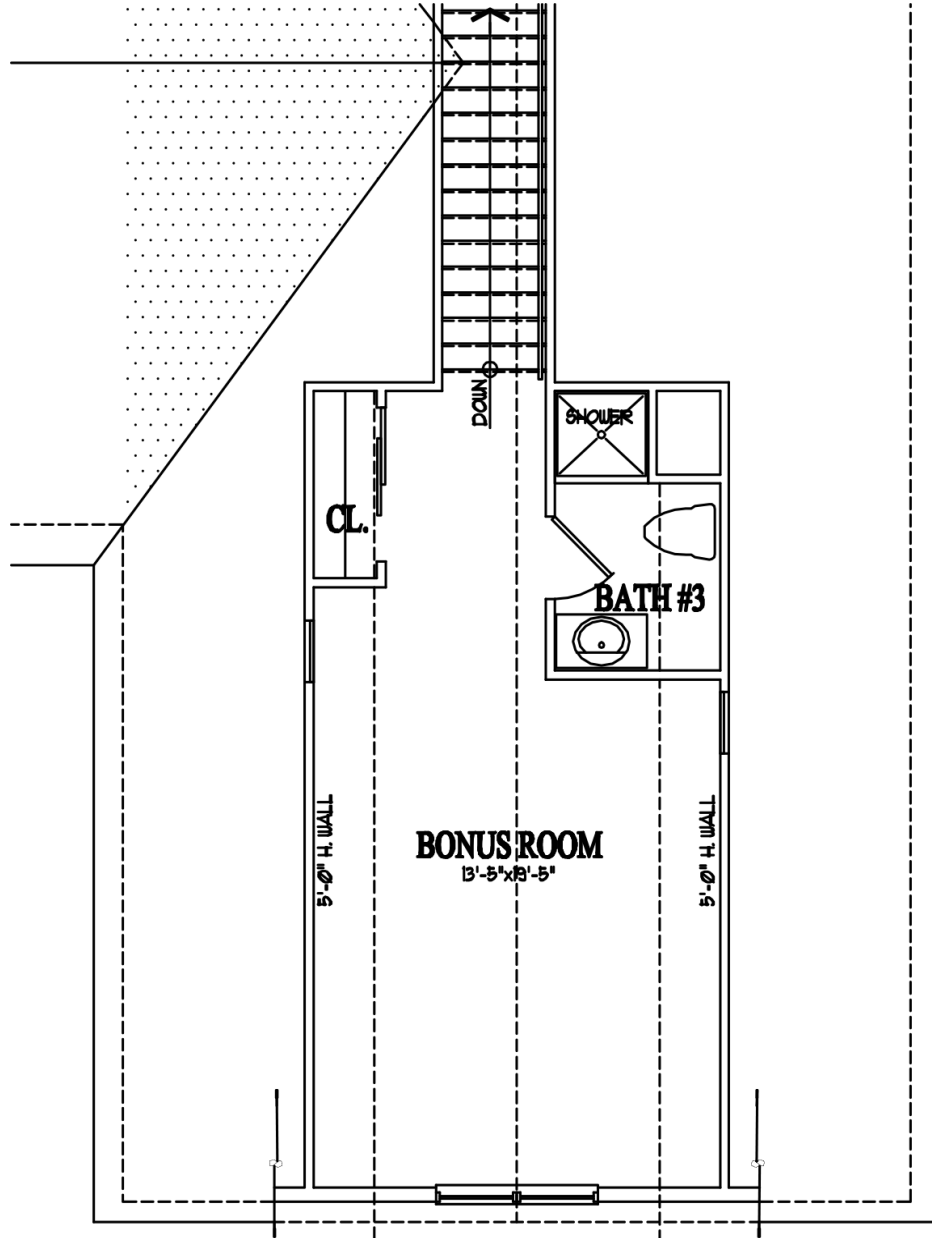 DOWN
SHOWER
CL.
BATH #3
5'-0" H. WALL
5'-0" H. WALL
BONUS ROOM
13'-5"x19'-5"